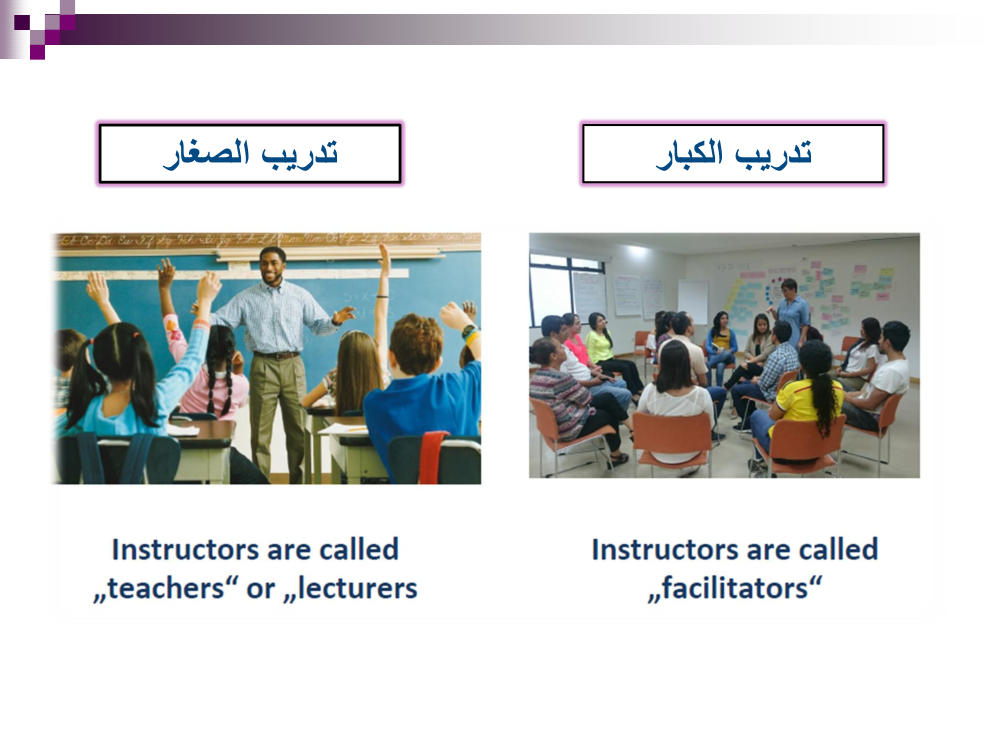 تدريب الكبار
تدريب الصغار
Instructors are called
„teachers“ or „lecturers
Instructors are called
„facilitators“